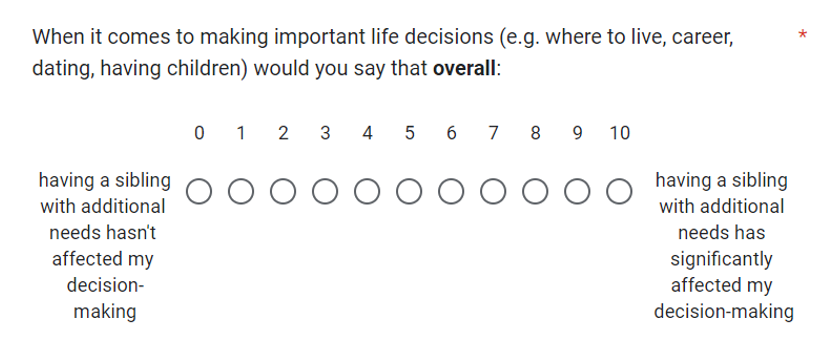 When it comes to making important life decisions (e.g. where to live, career, *
dating, having children) would you say that overall:
0 1 2 3 4 5 6 7 8 9 10
having a sibling
with additional
needs hasn't
affected my
decision-
making
having a sibling
with additional
needs has
significantly
affected my
decision-making